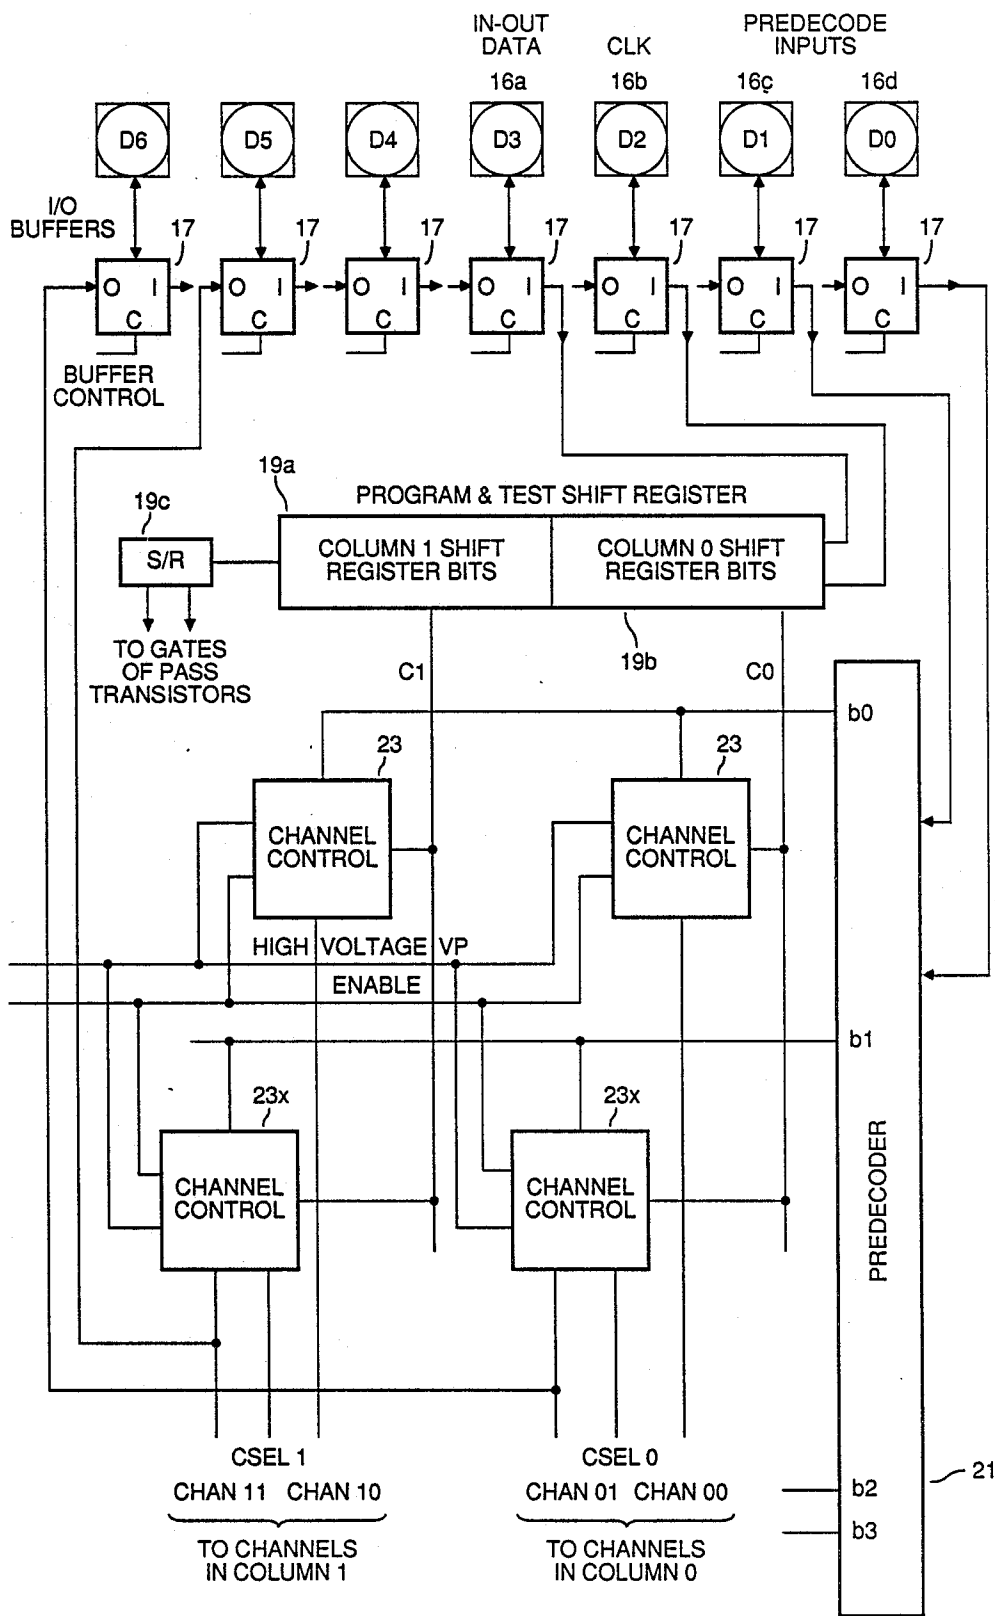 IN-OUT DATA
CLK
PREDECODE INPUTS
16a
16b
16c
16d
D6
D5
D4
D3
D2
D1
D0
I/O BUFFERS
17
17
17
17
17
17
17
O I
O I
O I
O I
O I
O I
O I
C
C
C
C
C
C
C
BUFFER CONTROL
19a
PROGRAM & TEST SHIFT REGISTER
19c
S/R
COLUMN 1 SHIFT REGISTER BITS
COLUMN 0 SHIFT REGISTER BITS
TO GATES OF PASS TRANSISTORS
19b
C1
C0
b0
23
23
CHANNEL CONTROL
CHANNEL CONTROL
HIGH VOLTAGE VP
ENABLE
b1
23x
23x
CHANNEL CONTROL
CHANNEL CONTROL
PREDECODER
CSEL 1
CSEL 0
21
CHAN 11 CHAN 10
CHAN 01 CHAN 00
b2
b3
TO CHANNELS IN COLUMN 1
TO CHANNELS IN COLUMN 0